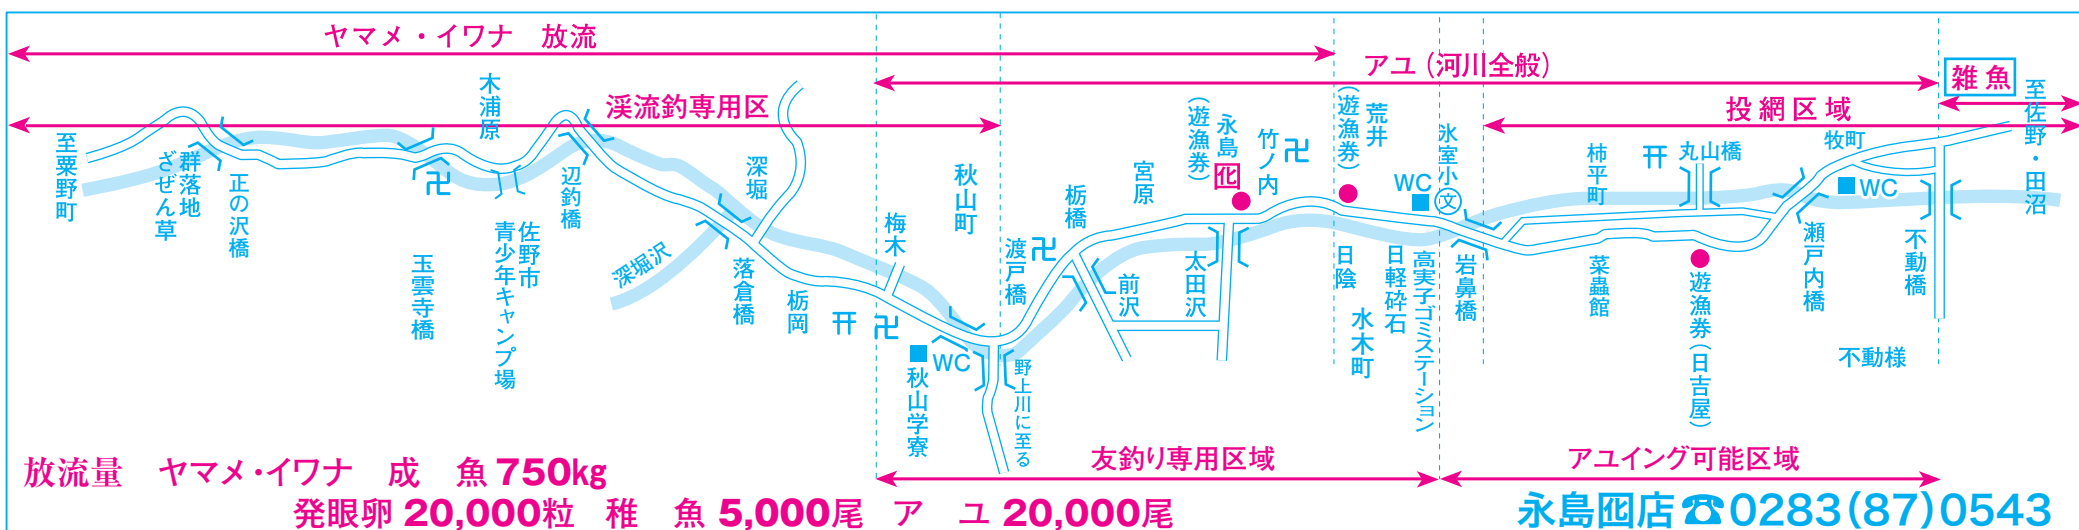 ヤマメ・イワナ 放流
アユ(河川全般)
雑魚
渓流釣専用区
投網区域
至粟野町
群落地
ざぜん草
正の沢橋
木浦原
玉雲寺橋
佐野市
青少年キャンプ場
辺釣橋
深堀
深堀沢
落倉橋
栃岡
梅木
秋山町
WC
秋山学寮
渡戸橋
野上川に至る
栃橋
前沢
宮原
太田沢
永島
(遊漁券)
竹ノ内
荒井
(遊漁券)
日陰
水木町
WC
氷室小
文
日軽砕石
高実子ゴミステーション
岩鼻橋
柿平町
菜蟲館
丸山橋
遊漁券(日吉屋)
瀬戸内橋
牧町
WC
不動橋
不動様
至佐野・田沼
友釣り専用区域
アユイング可能区域
放流量 ヤマメ・イワナ 成 魚 750kg
発眼卵 20,000粒 稚 魚 5,000尾 ア ユ 20,000尾
永島囮店☎0283(87)0543